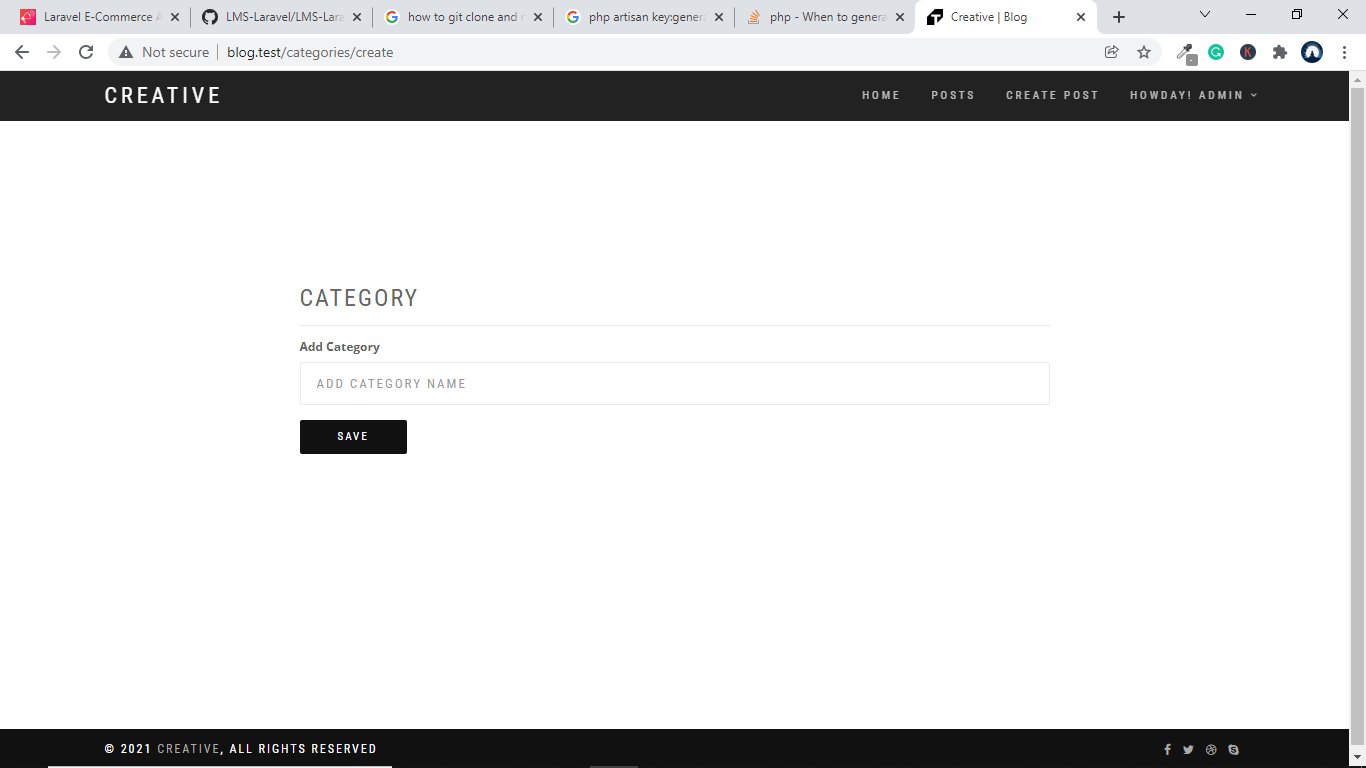 Laravel E-Commerce A
LMS-Laravel/LMS-Lara
how to git clone and r
php artisan key:genera
php - When to genera
Creative | Blog
Not secure blog.test/categories/create
CREATIVE
HOME POSTS CREATE POST HOWDAY! ADMIN
CATEGORY
Add Category
ADD CATEGORY NAME
SAVE
© 2021 CREATIVE, ALL RIGHTS RESERVED